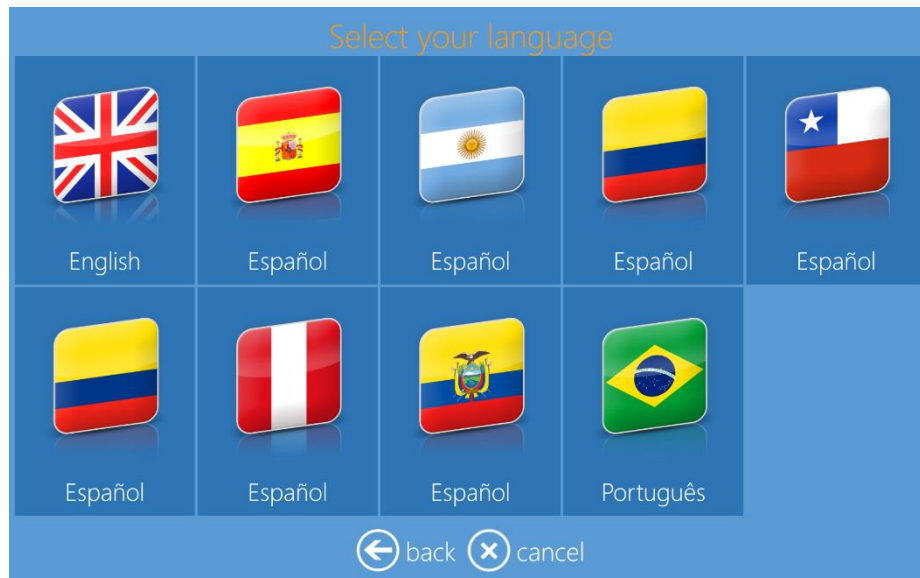 Select your language
English
Español
Español
Español
Español
Español
Español
Español
Português
back
cancel